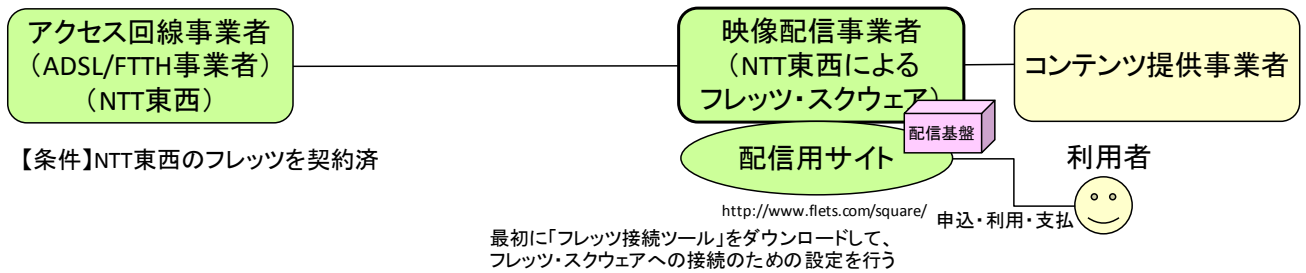 アクセス回線事業者
（ADSL/FTTH事業者）
（NTT東西）
映像配信事業者
（NTT東西による
フレッツ・スクウェア）
コンテンツ提供事業者
配信基盤
【条件】NTT東西のフレッツを契約済
配信用サイト
利用者
http://www.flets.com/square/
申込・利用・支払
最初に「フレッツ接続ツール」をダウンロードして、
フレッツ・スクウェアへの接続のための設定を行う